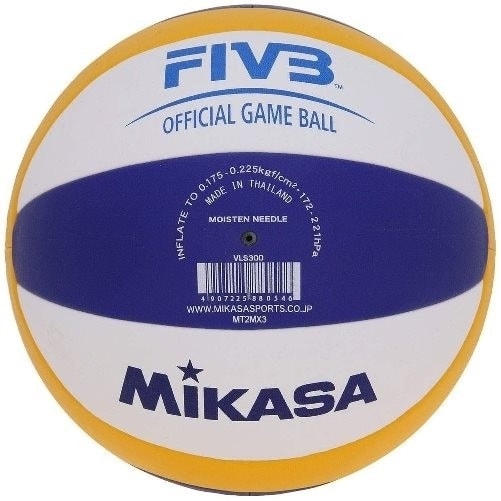 FIVB™
OFFICIAL GAME BALL
INFLATE TO 0.175-0.225kgf/cm², 172-221hPa
MADE IN THAILAND
MOISTEN NEEDLE
VLS300
4 907225 880546
WWW.MIKASASPORTS.CO.JP
MT2MX3
MIKASA